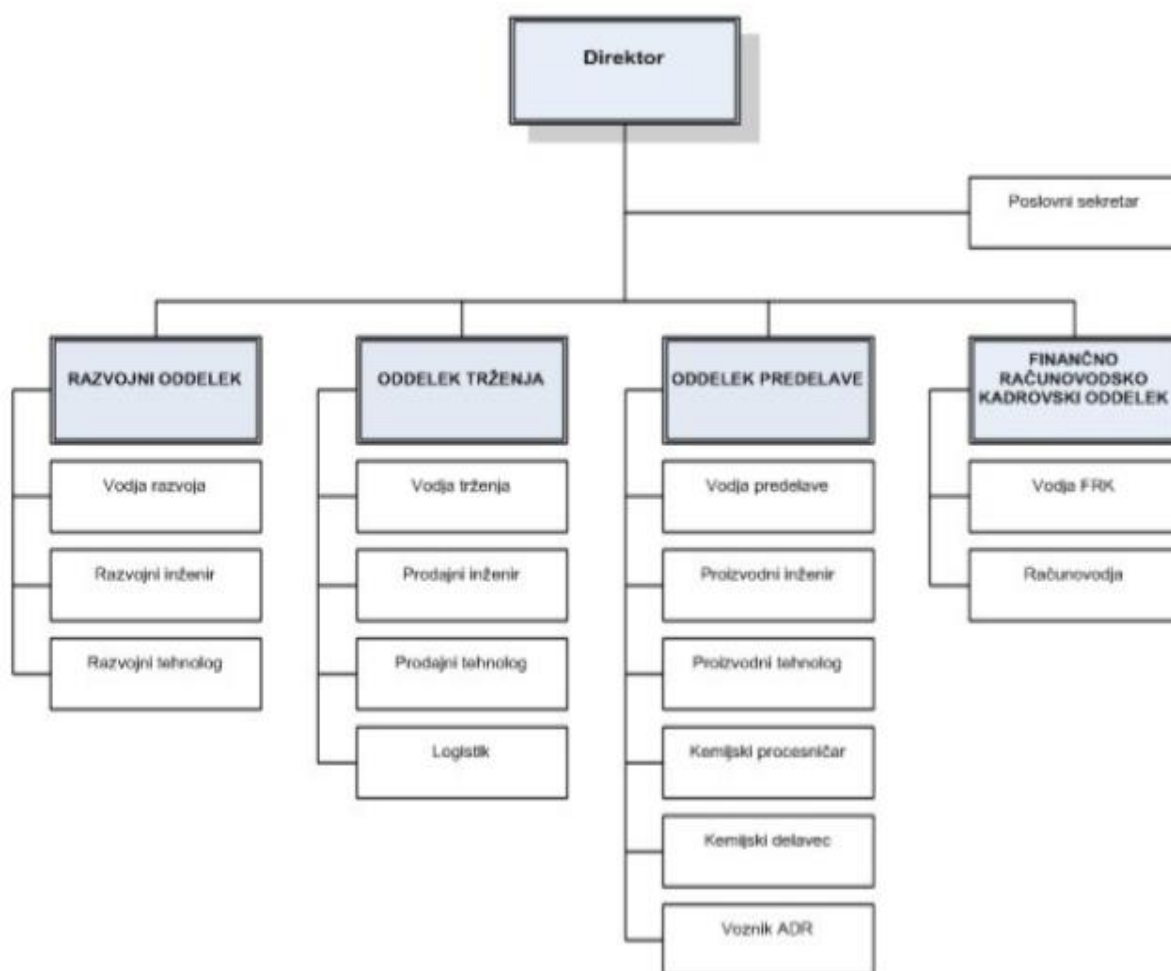 Direktor
Poslovni sekretar
RAZVOJNI ODDELEK
Vodja razvoja
Razvojni inženir
Razvojni tehnolog
ODDELEK TRŽENJA
Vodja trženja
Prodajni inženir
Prodajni tehnolog
Logistik
ODDELEK PREDELAVE
Vodja predelave
Proizvodni inženir
Proizvodni tehnolog
Kemijski procesničar
Kemijski delavec
Voznik ADR
FINANČNO
RAČUNOVODSKO
KADROVSKI ODDELEK
Vodja FRK
Računovodja